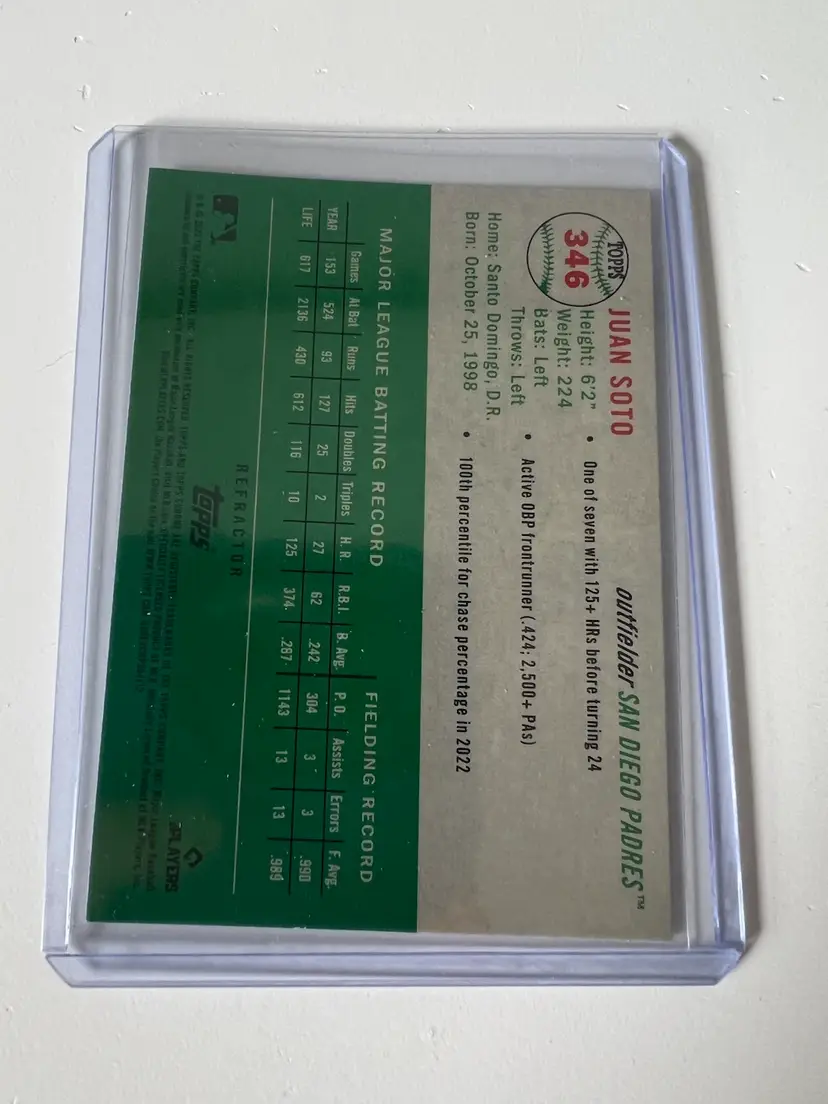 TOPPS
346
JUAN SOTO
outfielder SAN DIEGO PADRES™
Height: 6'2"
Weight: 224
Bats: Left
Throws: Left
Home: Santo Domingo, D.R.
Born: October 25, 1998
• One of seven with 125+ HRs before turning 24
• Active OBP frontrunner (.424; 2,500+ PAs)
• 100th percentile for chase percentage in 2022
MAJOR LEAGUE BATTING RECORD FIELDING RECORD
Games At Bat Runs Hits Doubles Triples H. R. R.B.I. B. Avg. P. O. Assists Errors F. Avg.
YEAR 153 524 93 127 25 2 27 62 .242 304 3 3 .990
LIFE 617 2136 430 612 116 10 125 374 .287 1143 13 13 .989
REFRACTOR
topps
PLAYERS